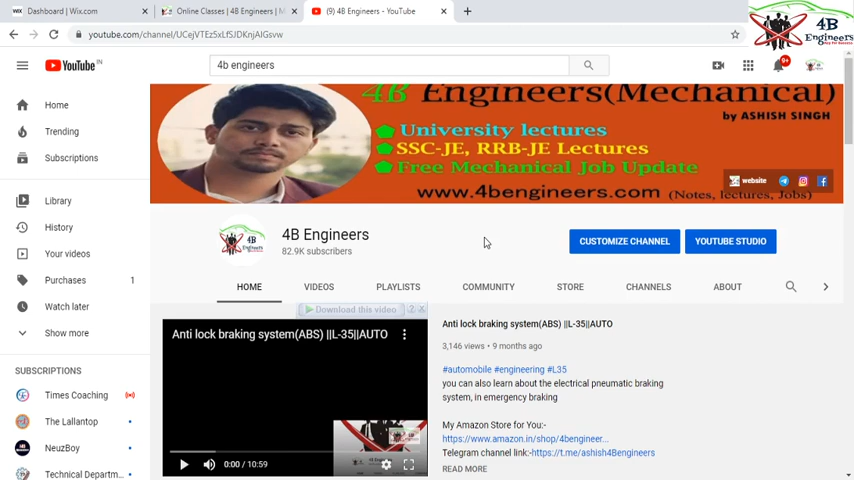 WIX Dashboard | Wix.com
Online Classes | 4B Engineers | M
(9) 4B Engineers - YouTube
youtube.com/channel/UCejVTEz5xLfSJDKnjAIGsvw
4B
Engineers
YouTube IN
4b engineers
9+
Home
Trending
Subscriptions
Library
History
Your videos
Purchases 1
Watch later
Show more
SUBSCRIPTIONS
Times Coaching
The Lallantop
NeuzBoy
Technical Departm...
4B Engineers(Mechanical)
by ASHISH SINGH
University lectures
SSC-JE, RRB-JE Lectures
Free Mechanical Job Update
website
www.4bengineers.com (Notes, lectures, Jobs)
4B
Engineers
4B Engineers
82.9K subscribers
CUSTOMIZE CHANNEL
YOUTUBE STUDIO
HOME
VIDEOS
PLAYLISTS
COMMUNITY
STORE
CHANNELS
ABOUT
Download this video ? X
Anti lock braking system(ABS) ||L-35||AUTO
0:00 / 10:59
Anti lock braking system(ABS) ||L-35||AUTO
3,146 views • 9 months ago
#automobile #engineering #L35
you can also learn about the electrical pneumatic braking
system, in emergency braking
My Amazon Store for You:-
https://www.amazon.in/shop/4bengineer...
Telegram channel link:-https://t.me/ashish4Bengineers
READ MORE